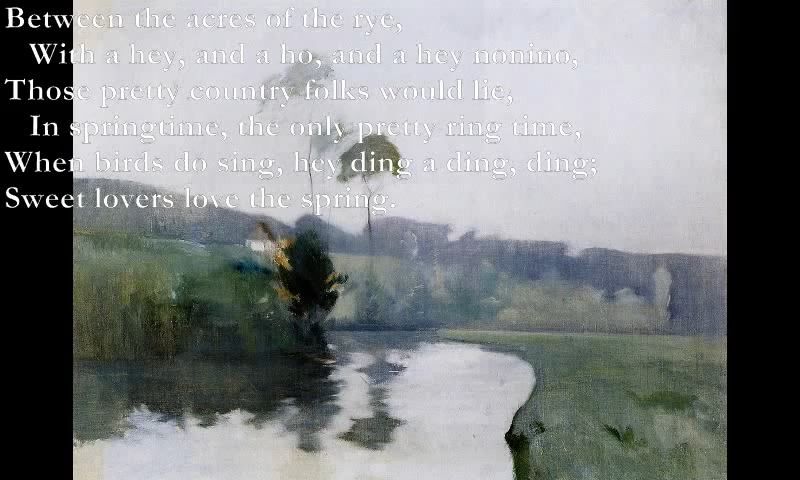 Between the acres of the rye,
With a hey, and a ho, and a hey nonino,
Those pretty country folks would lie,
In springtime, the only pretty ring time,
When birds do sing, hey ding a ding, ding;
Sweet lovers love the spring.